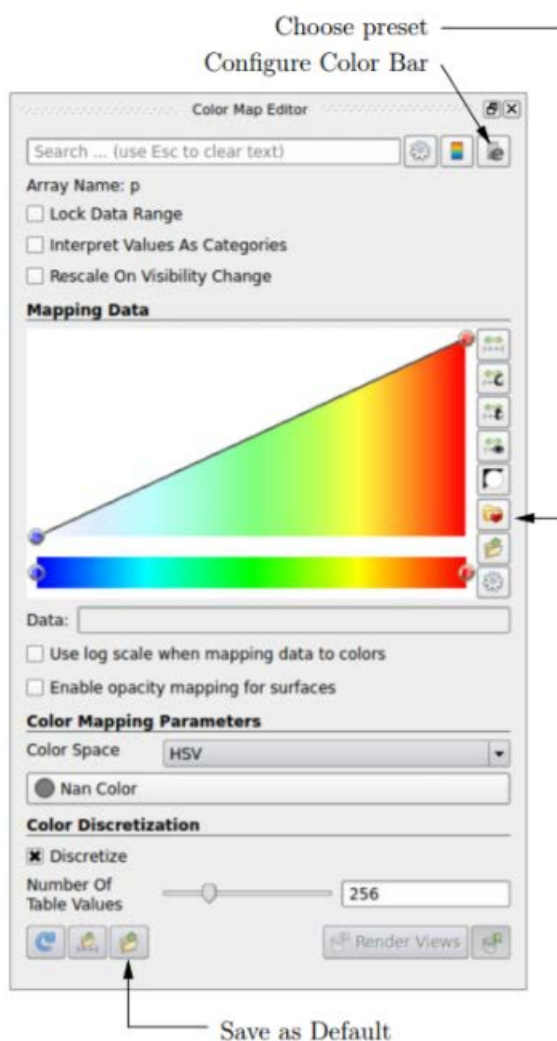 Choose preset
Configure Color Bar
Color Map Editor
Search ... (use Esc to clear text)
Array Name: p
Lock Data Range
Interpret Values As Categories
Rescale On Visibility Change
Mapping Data
Data:
Use log scale when mapping data to colors
Enable opacity mapping for surfaces
Color Mapping Parameters
Color Space HSV
Nan Color
Color Discretization
Discretize
Number Of
Table Values 256
Render Views
Save as Default